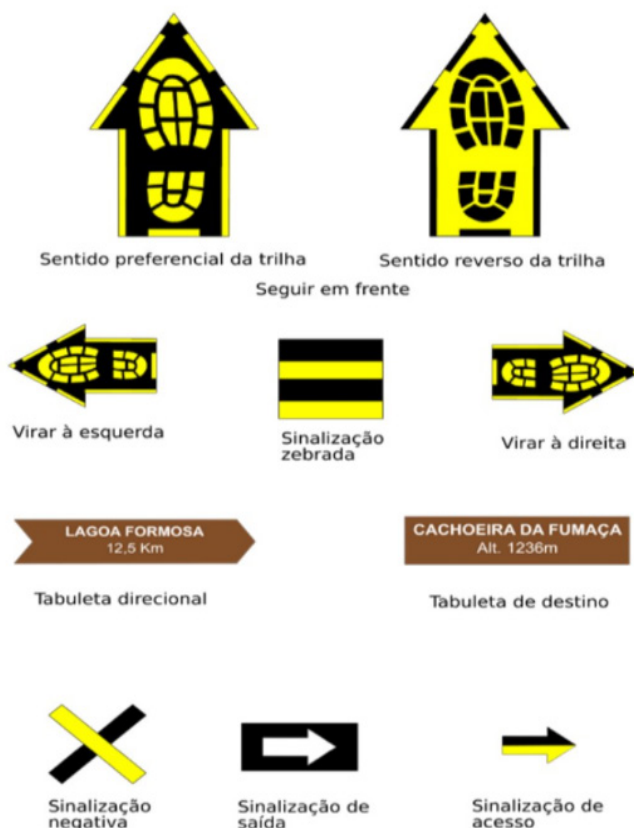 Sentido preferencial da trilha
Sentido reverso da trilha
Seguir em frente
Virar à esquerda
Sinalização
zebrada
Virar à direita
LAGOA FORMOSA
12,5 Km
CACHOEIRA DA FUMAÇA
Alt. 1236m
Tabuleta direcional
Tabuleta de destino
Sinalização
negativa
Sinalização de
saída
Sinalização de
acesso